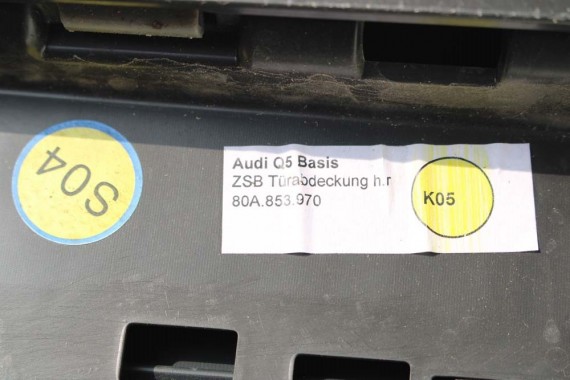 S04
Audi Q5 Basis
ZSB Türabdeckung h.r
80A.853.970
K05